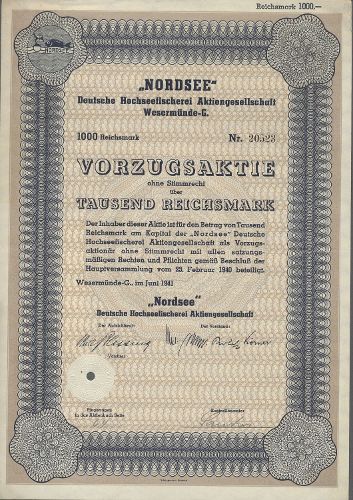 Reichsmark 1000.—
„NORDSEE"
Deutsche Hochseefischerei Aktiengesellschaft
Wesermünde-G.
1000 Reichsmark
Nr. 20523
VORZUGSAKTIE
ohne Stimmrecht
über
TAUSEND REICHSMARK
Der Inhaber dieser Aktie ist für den Betrag von Tausend
Reichsmark am Kapital der „Nordsee" Deutsche
Hochseefischerei Aktiengesellschaft als Vorzugs-
aktionär ohne Stimmrecht mit allen satzungs-
mäßigen Rechten und Pflichten gemäß Beschluß der
Hauptversammlung vom 23. Februar 1940 beteiligt.
Wesermünde-G., im Juni 1941
„Nordsee"
Deutsche Hochseefischerei Aktiengesellschaft
Der Aufsichtsrat:
Der Vorstand:
Vorsitzer
Eingetragen
Kontrollbeamter